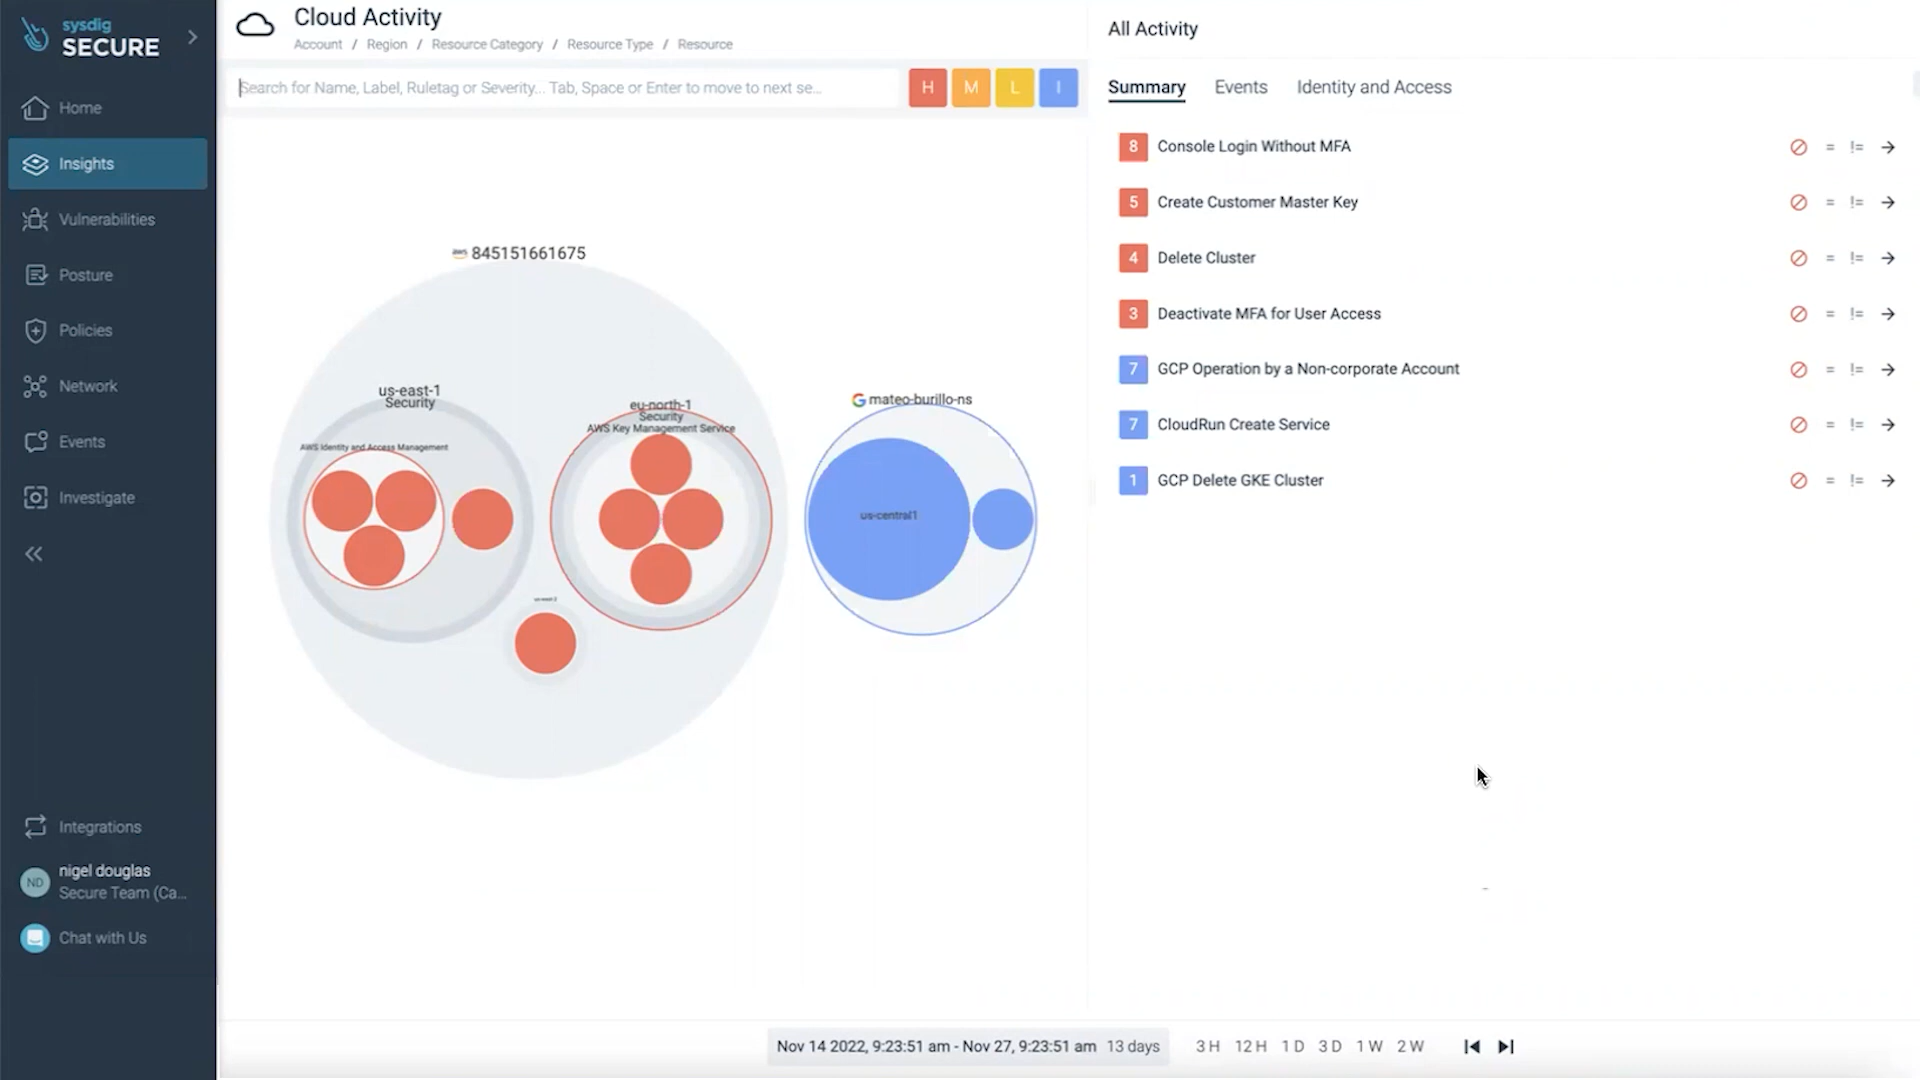 sysdig
SECURE
Home
Insights
Vulnerabilities
Posture
Policies
Network
Events
Investigate
Integrations
ND
nigel douglas
Secure Team (Ca...
Chat with Us
Cloud Activity
Account / Region / Resource Category / Resource Type / Resource
Search for Name, Label, Ruletag or Severity... Tab, Space or Enter to move to next se...
H M L I
aws 845151661675
us-east-1
Security
AWS Identity and Access Management
eu-north-1
Security
AWS Key Management Service
mateo-burillo-ns
us-central1
All Activity
Summary Events Identity and Access
8 Console Login Without MFA = != →
5 Create Customer Master Key = != →
4 Delete Cluster = != →
3 Deactivate MFA for User Access = != →
7 GCP Operation by a Non-corporate Account = != →
7 CloudRun Create Service = != →
1 GCP Delete GKE Cluster = != →
Nov 14 2022, 9:23:51 am - Nov 27, 9:23:51 am 13 days 3 H 12 H 1 D 3 D 1 W 2 W